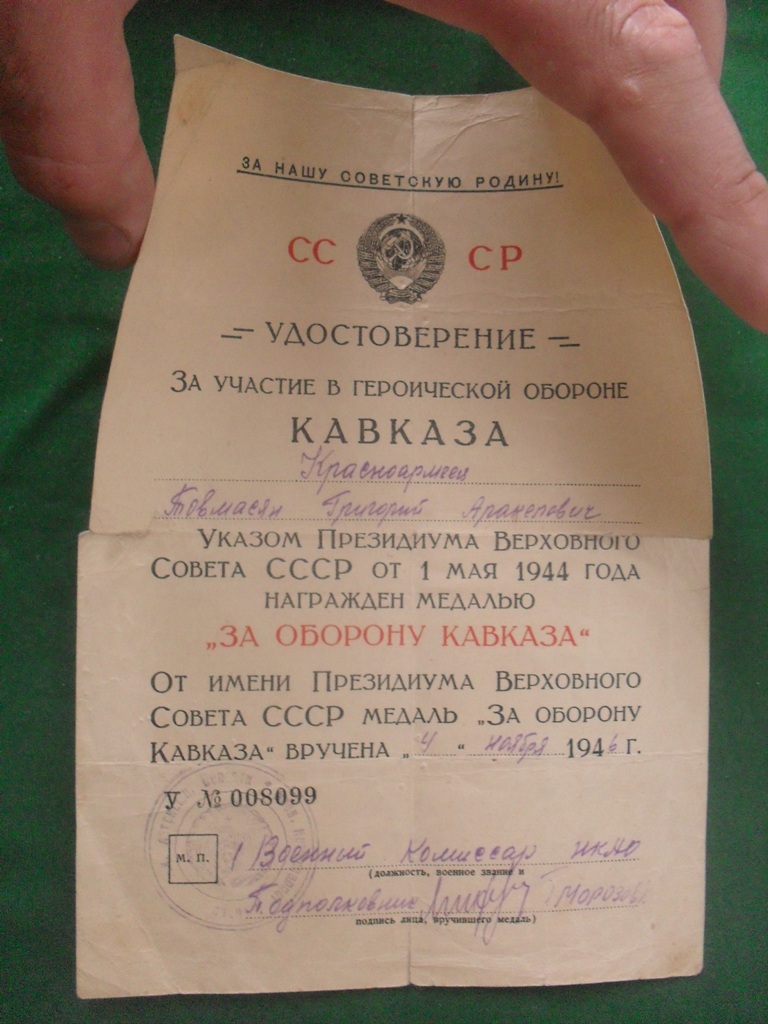 ЗА НАШУ СОВЕТСКУЮ РОДИНУ!
СС СР
УДОСТОВЕРЕНИЕ
ЗА УЧАСТИЕ В ГЕРОИЧЕСКОЙ ОБОРОНЕ
КАВКАЗА
Красноармеец
Товмасян Григорий Аракелович
УКАЗОМ ПРЕЗИДИУМА ВЕРХОВНОГО
СОВЕТА СССР ОТ 1 МАЯ 1944 ГОДА
НАГРАЖДЕН МЕДАЛЬЮ
„ЗА ОБОРОНУ КАВКАЗА“
ОТ ИМЕНИ ПРЕЗИДИУМА ВЕРХОВНОГО
СОВЕТА СССР МЕДАЛЬ „ЗА ОБОРОНУ
КАВКАЗА“ ВРУЧЕНА „4“ ноября 1946 г.
У № 008099
М. П.
Военный Комиссар НКАО
(должность, военное звание и
Подполковник Морозов
подпись лица, вручившего медаль)